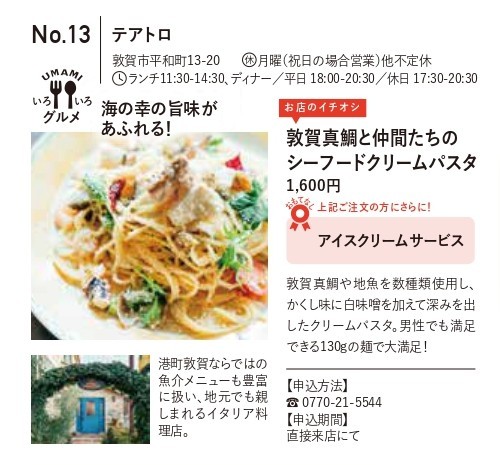 No.13
テアトロ
敦賀市平和町13-20 ㊡月曜(祝日の場合営業)他不定休
ランチ11:30-14:30、ディナー／平日 18:00-20:30／休日 17:30-20:30
UMAMI
いろいろ
グルメ
海の幸の旨味が
あふれる!
お店のイチオシ
敦賀真鯛と仲間たちの
シーフードクリームパスタ
1,600円
おもてなし
上記ご注文の方にさらに!
アイスクリームサービス
敦賀真鯛や地魚を数種類使用し、
かくし味に白味噌を加えて深みを出
したクリームパスタ。男性でも満足
できる130gの麺で大満足!
港町敦賀ならではの
魚介メニューも豊富
に扱い、地元でも親
しまれるイタリア料
理店。
【申込方法】
☎0770-21-5544
【申込期間】
直接来店にて